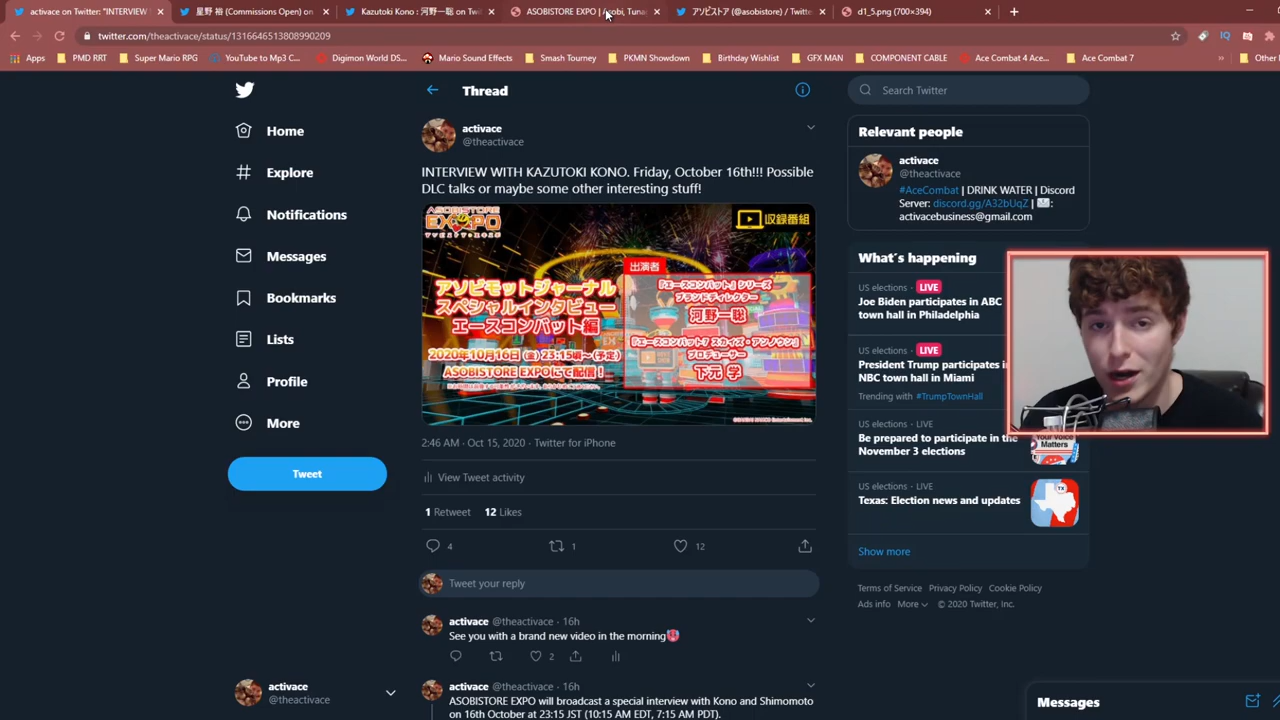 activace on Twitter: "INTERVIEW
星野 裕 (Commissions Open) on
Kazutoki Kono : 河野一聡 on Twit
ASOBISTORE EXPO | Asobi, Tuna
アソビストア (@asobistore) / Twitte
d1_5.png (700×394)
twitter.com/theactivace/status/1316646513808990209
Apps
PMD RRT
Super Mario RPG
YouTube to Mp3 C...
Digimon World DS...
Mario Sound Effects
Smash Tourney
PKMN Showdown
Birthday Wishlist
GFX MAN
COMPONENT CABLE
Ace Combat 4 Ace...
Ace Combat 7
»
Other
Home
Explore
Notifications
Messages
Bookmarks
Lists
Profile
More
Tweet
activace
@theactivace
Thread
activace
@theactivace
INTERVIEW WITH KAZUTOKI KONO. Friday, October 16th!!! Possible
DLC talks or maybe some other interesting stuff!
ASOBISTORE
EXPO
収録番組
アソビモットジャーナル
スペシャルインタビュー
エースコンバット編
2020年10月16日(金)23:15頃~(予定)
ASOBISTORE EXPOにて配信!
出演者
『エースコンバット』シリーズ
ブランドディレクター
河野一聡
『エースコンバット7 スカイズ・アンノウン』
プロデューサー
下元 学
2:46 AM · Oct 15, 2020 · Twitter for iPhone
View Tweet activity
1 Retweet 12 Likes
4
1
12
Tweet your reply
activace @theactivace · 16h
See you with a brand new video in the morning
2
activace @theactivace · 16h
ASOBISTORE EXPO will broadcast a special interview with Kono and Shimomoto
on 16th October at 23:15 JST (10:15 AM EDT, 7:15 AM PDT).
Search Twitter
Relevant people
activace
@theactivace
#AceCombat | DRINK WATER | Discord
Server: discord.gg/A32bUqZ |
activacebusiness@gmail.com
What's happening
US elections · LIVE
Joe Biden participates in ABC
town hall in Philadelphia
US elections · LIVE
President Trump participates i
NBC town hall in Miami
Trending with #TrumpTownHall
US elections · LIVE
Be prepared to participate in the
November 3 elections
Your Voice
Matters
US elections · LIVE
Texas: Election news and updates
TX
Show more
Terms of Service Privacy Policy Cookie Policy
Ads info More © 2020 Twitter, Inc.
Messages